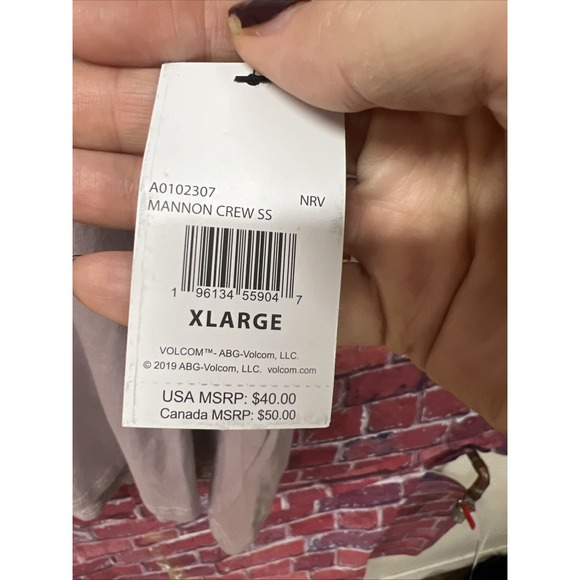 A0102307
MANNON CREW SS NRV
1 96134 55904 7
XLARGE
VOLCOM™- ABG-Volcom, LLC.
© 2019 ABG-Volcom, LLC. volcom.com
USA MSRP: $40.00
Canada MSRP: $50.00